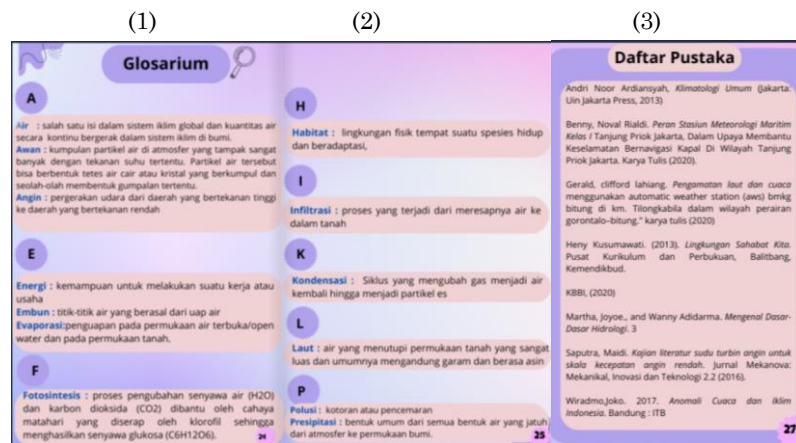 (1)
(2)
(3)
Glosarium
A
Air : salah satu isi dalam sistem iklim global dan kuantitas air
secara kontinu bergerak dalam sistem iklim di bumi.
Awan : kumpulan partikel air di atmosfer yang tampak sangat
banyak dengan tekanan suhu tertentu. Partikel air tersebut
bisa berbentuk tetes air cair atau kristal yang berkumpul dan
seolah-olah membentuk gumpalan tertentu.
Angin : pergerakan udara dari daerah yang bertekanan tinggi
ke daerah yang bertekanan rendah
E
Energi : kemampuan untuk melakukan suatu kerja atau
usaha
Embun : titik-titik air yang berasal dari uap air
Evaporasi:penguapan pada permukaan air terbuka/open
water dan pada permukaan tanah.
F
Fotosintesis : proses pengubahan senyawa air (H2O)
dan karbon dioksida (CO2) dibantu oleh cahaya
matahari yang diserap oleh klorofil sehingga
menghasilkan senyawa glukosa (C6H12O6).
24
H
Habitat : lingkungan fisik tempat suatu spesies hidup
dan beradaptasi,
I
Infiltrasi : proses yang terjadi dari meresapnya air ke
dalam tanah
K
Kondensasi : Siklus yang mengubah gas menjadi air
kembali hingga menjadi partikel es
L
Laut : air yang menutupi permukaan tanah yang sangat
luas dan umumnya mengandung garam dan berasa asin
P
Polusi : kotoran atau pencemaran
Presipitasi : bentuk umum dari semua bentuk air yang jatuh
dari atmosfer ke permukaan bumi.
25
Daftar Pustaka
Andri Noor Ardiansyah, Klimatologi Umum (Jakarta:
Uin Jakarta Press, 2013)
Benny, Noval Rialdi. Peran Stasiun Meteorologi Maritim
Kelas I Tanjung Priok Jakarta, Dalam Upaya Membantu
Keselamatan Bernavigasi Kapal Di Wilayah Tanjung
Priok Jakarta. Karya Tulis (2020).
Gerald, clifford lahiang. Pengamatan laut dan cuaca
menggunakan automatic weather station (aws) bmkg
bitung di km. Tilongkabila dalam wilayah perairan
gorontalo-bitung." karya tulis (2020)
Heny Kusumawati. (2013). Lingkungan Sahabat Kita.
Pusat Kurikulum dan Perbukuan, Balitbang,
Kemendikbud.
KBBI, (2020)
Martha, Joyoe., and Wanny Adidarma. Mengenal Dasar-
Dasar Hidrologi. 3
Saputra, Maidi. Kajian literatur sudu turbin angin untuk
skala kecepatan angin rendah. Jurnal Mekanova:
Mekanikal, Inovasi dan Teknologi 2.2 (2016).
Wiradmo,Joko. 2017. Anomali Cuaca dan Iklim
Indonesia. Bandung : ITB
27